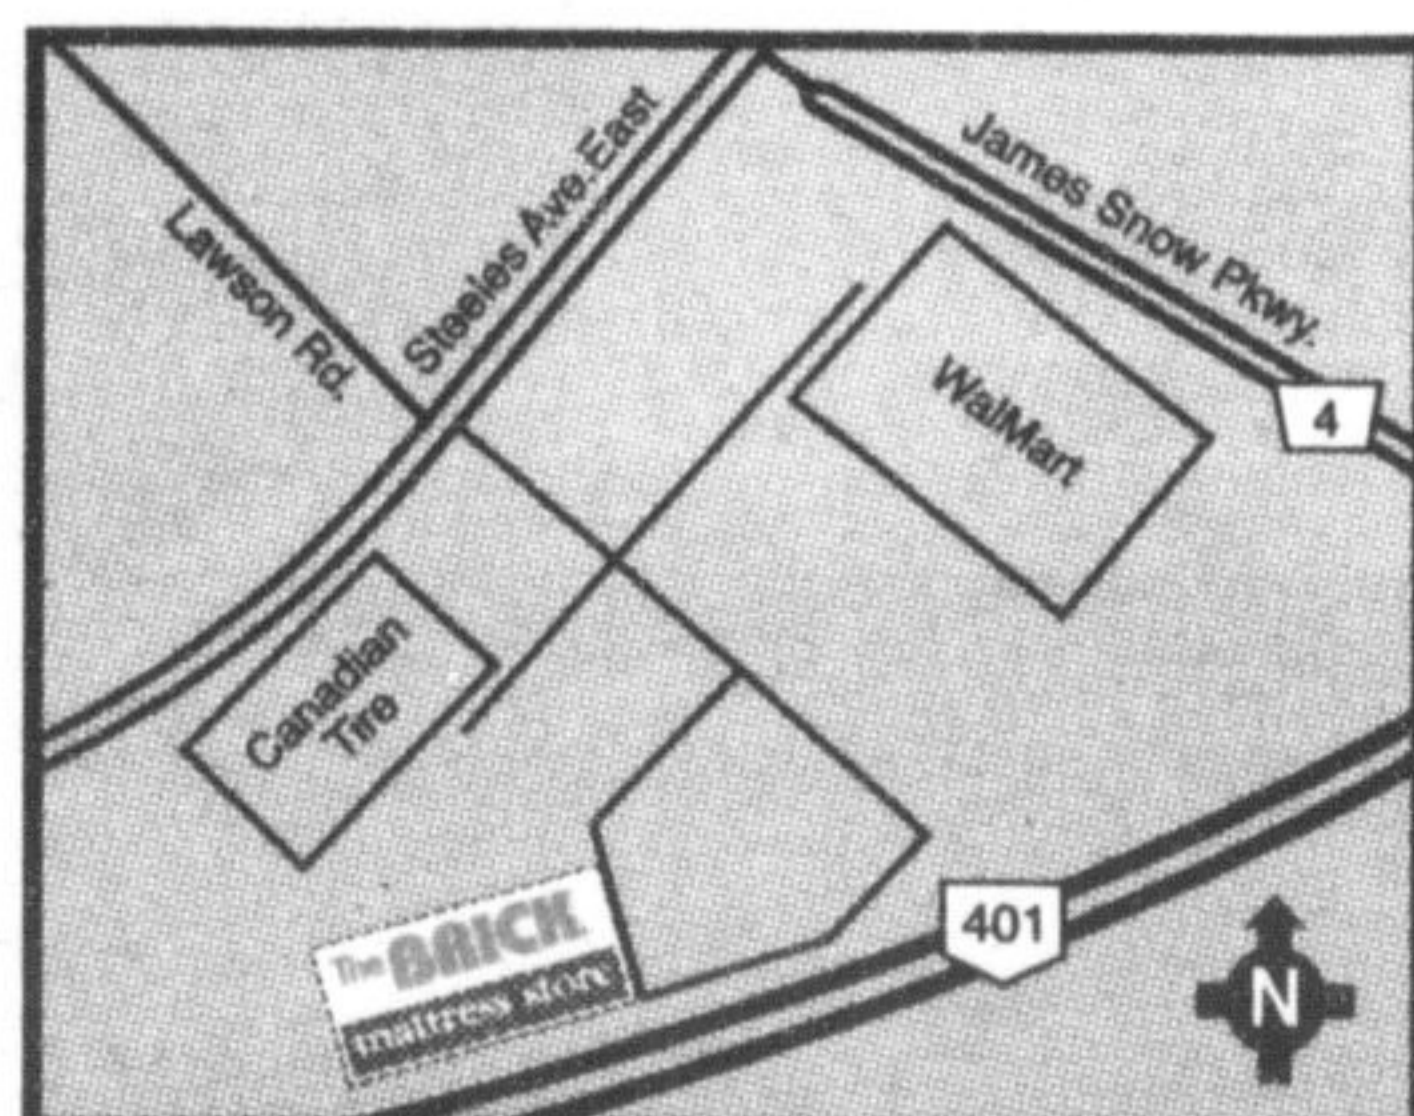 James Snow Pkwy.
Steeles Ave. East
Lawson Rd.
WalMart
4
Canadian
Tire
The BRICK
mattress store
401
N